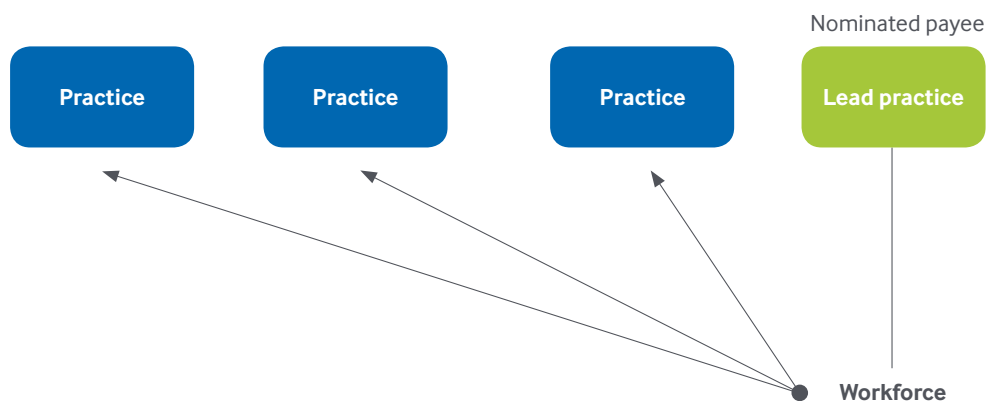 Nominated payee
Practice
Practice
Practice
Lead practice
Workforce